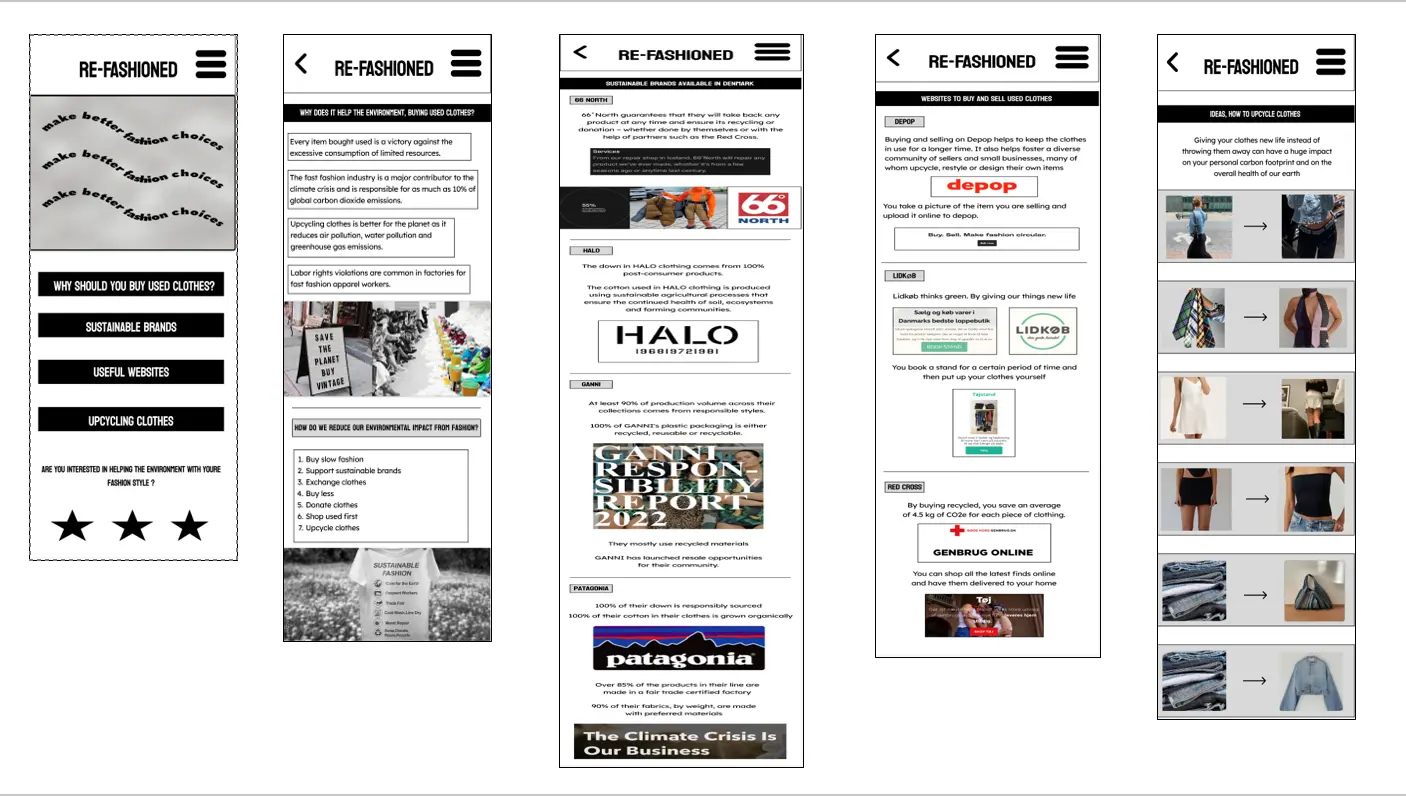 RE-FASHIONED
make better fashion choices
make better fashion choices
make better fashion choices
WHY SHOULD YOU BUY USED CLOTHES?
SUSTAINABLE BRANDS
USEFUL WEBSITES
UPCYCLING CLOTHES
ARE YOU INTERESTED IN HELPING THE ENVIRONMENT WITH YOURE
FASHION STYLE ?
RE-FASHIONED
WHY DOES IT HELP THE ENVIRONMENT, BUYING USED CLOTHES?
Every item bought used is a victory against the
excessive consumption of limited resources.
The fast fashion industry is a major contributor to the
climate crisis and is responsible for as much as 10% of
global carbon dioxide emissions.
Upcycling clothes is better for the planet as it
reduces air pollution, water pollution and
greenhouse gas emissions.
Labor rights violations are common in factories for
fast fashion apparel workers.
SAVE
THE
PLANET
BUY
VINTAGE
HOW DO WE REDUCE OUR ENVIRONMENTAL IMPACT FROM FASHION?
1. Buy slow fashion
2. Support sustainable brands
3. Exchange clothes
4. Buy less
5. Donate clothes
6. Shop used first
7. Upcycle clothes
SUSTAINABLE
FASHION
Care for the Earth
Respect Workers
Trade Fair
Cold Wash Line Dry
RE-FASHIONED
SUSTAINABLE BRANDS AVAILABLE IN DENMARK
66 NORTH
66°North guarantees that they will take back any
product at any time and ensure its recycling or
donation – whether done by themselves or with the
help of partners such as the Red Cross.
Services
From our repair shop in Iceland, 66°North will repair any
product we've ever made, whether it's from a few
seasons ago or anytime last century.
66°
NORTH
HALO
The down in HALO clothing comes from 100%
post-consumer products.
The cotton used in HALO clothing is produced
using sustainable agricultural processes that
ensure the continued health of soil, ecosystems
and farming communities.
HALO
196819721981
GANNI
At least 90% of production volume across their
collections comes from responsible styles.
100% of GANNI's plastic packaging is either
recycled, reusable or recyclable.
GANNI
RESPON-
SIBILITY
REPORT
2022
They mostly use recycled materials
GANNI has launched resale opportunities
for their community.
PATAGONIA
100% of their down is responsibly sourced
100% of their cotton in their clothes is grown organically
patagonia
Over 85% of the products in their line are
made in a fair trade certified factory
90% of their fabrics, by weight, are made
with preferred materials
The Climate Crisis Is
Our Business
RE-FASHIONED
WEBSITES TO BUY AND SELL USED CLOTHES
DEPOP
Buying and selling on Depop helps to keep the clothes
in use for a longer time. It also helps foster a diverse
community of sellers and small businesses, many of
whom upcycle, restyle or design their own items
depop
You take a picture of the item you are selling and
upload it online to depop.
Buy. Sell. Make fashion circular.
LIDKØB
Lidkøb thinks green. By giving our things new life
Sælg og køb varer i
Danmarks bedste loppebutik
BOOK STAND
LIDKØB
You book a stand for a certain period of time and
then put up your clothes yourself
Tøjstand
RED CROSS
By buying recycled, you save an average
of 4.5 kg of CO2e for each piece of clothing.
GENBRUG ONLINE
You can shop all the latest finds online
and have them delivered to your home
Tøj
SHOP TØJ
RE-FASHIONED
IDEAS, HOW TO UPCYCLE CLOTHES
Giving your clothes new life instead of
throwing them away can have a huge impact
on your personal carbon footprint and on the
overall health of our earth